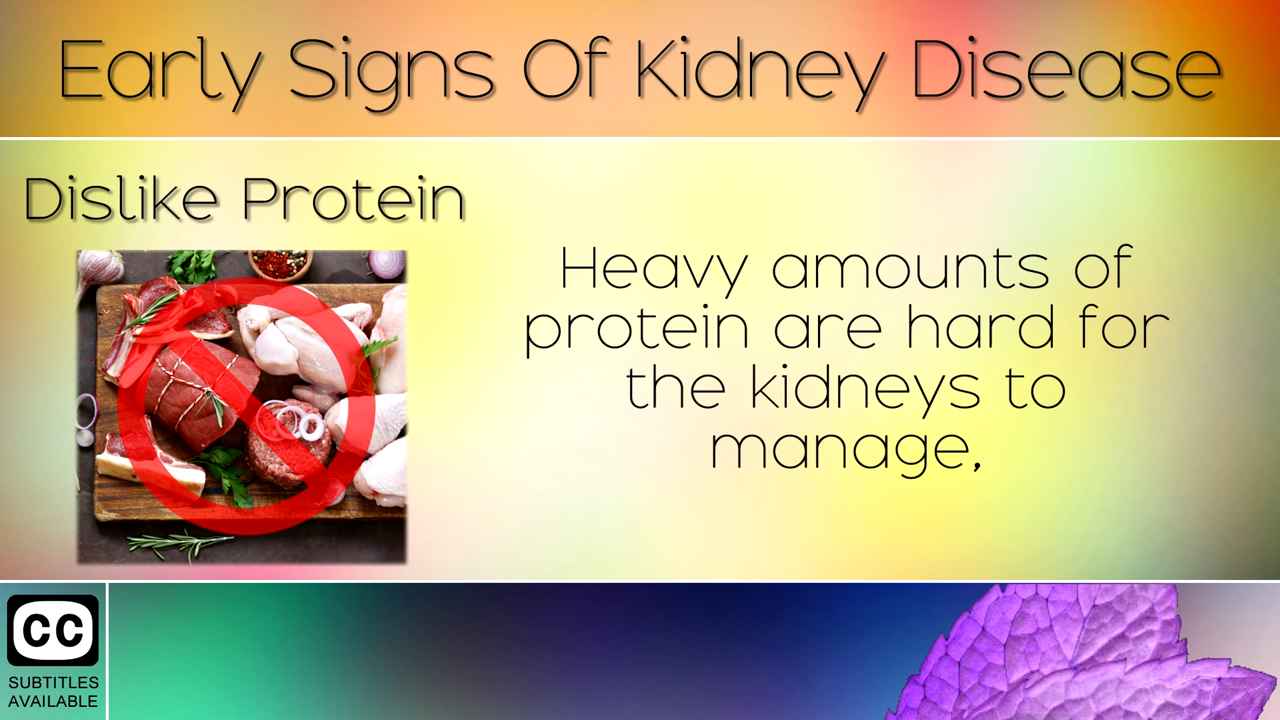 Early Signs Of Kidney Disease
Dislike Protein
Heavy amounts of
protein are hard for
the kidneys to
manage,
CC
SUBTITLES
AVAILABLE